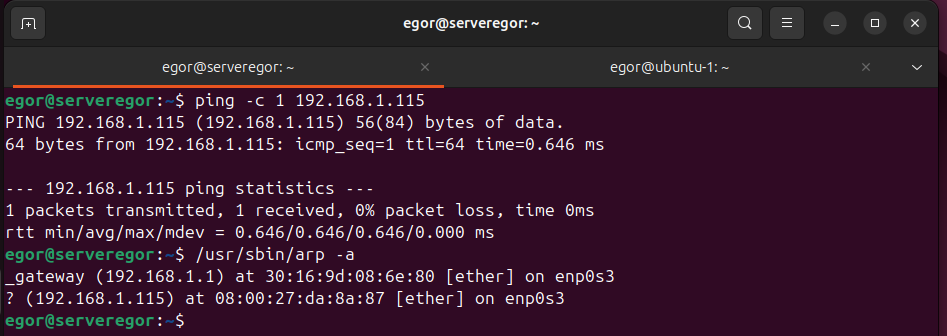 egor@serveregor: ~
egor@serveregor: ~
egor@ubuntu-1: ~
egor@serveregor:~$ ping -c 1 192.168.1.115
PING 192.168.1.115 (192.168.1.115) 56(84) bytes of data.
64 bytes from 192.168.1.115: icmp_seq=1 ttl=64 time=0.646 ms

--- 192.168.1.115 ping statistics ---
1 packets transmitted, 1 received, 0% packet loss, time 0ms
rtt min/avg/max/mdev = 0.646/0.646/0.646/0.000 ms
egor@serveregor:~$ /usr/sbin/arp -a
_gateway (192.168.1.1) at 30:16:9d:08:6e:80 [ether] on enp0s3
? (192.168.1.115) at 08:00:27:da:8a:87 [ether] on enp0s3
egor@serveregor:~$